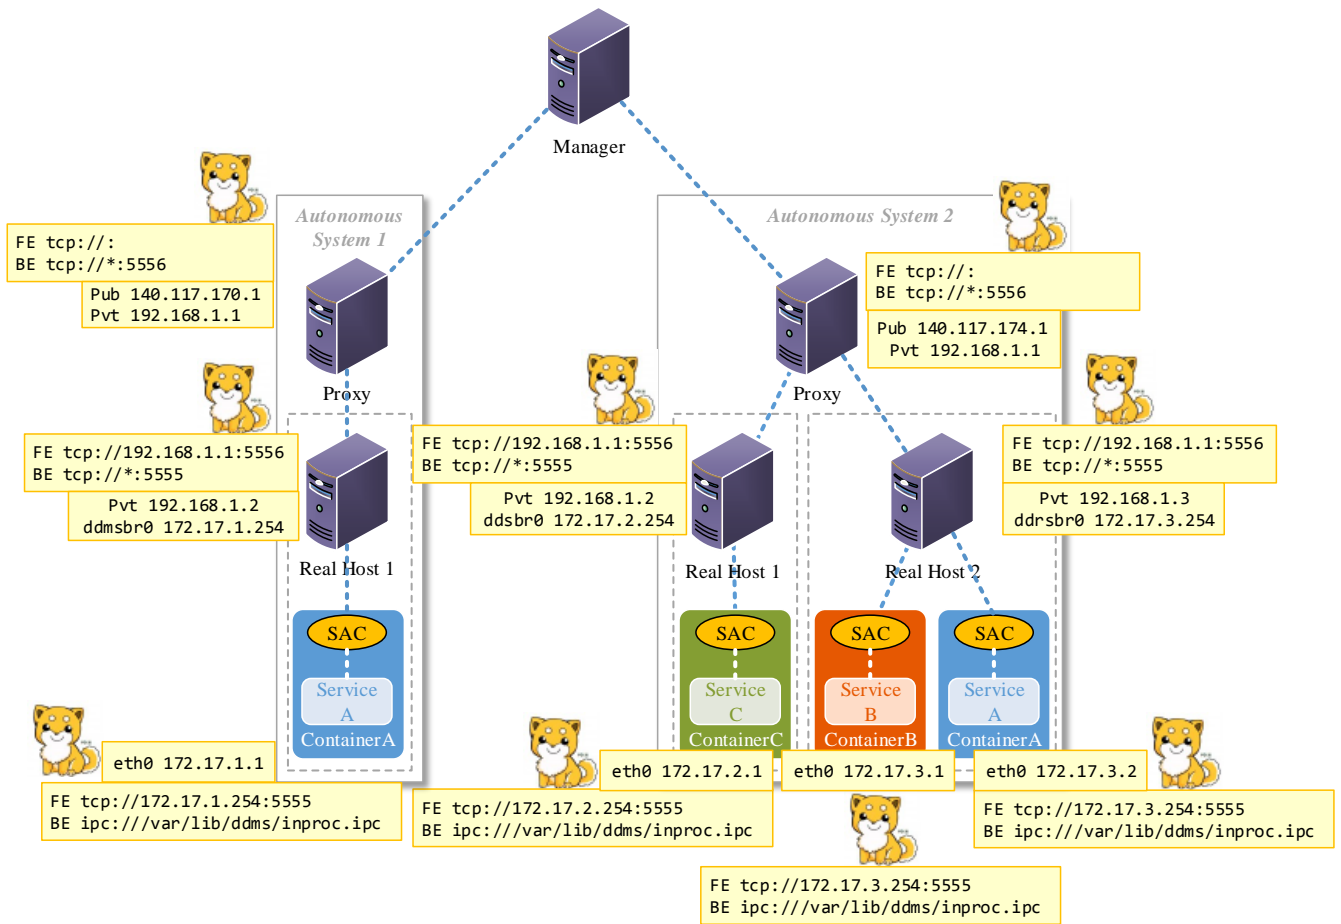 Manager
Autonomous
System 1
Autonomous System 2
FE tcp://:
BE tcp://*:5556
Pub 140.117.170.1
Pvt 192.168.1.1
FE tcp://:
BE tcp://*:5556
Pub 140.117.174.1
Pvt 192.168.1.1
Proxy
Proxy
FE tcp://192.168.1.1:5556
BE tcp://*:5555
Pvt 192.168.1.2
ddmsbr0 172.17.1.254
FE tcp://192.168.1.1:5556
BE tcp://*:5555
Pvt 192.168.1.2
ddsbr0 172.17.2.254
FE tcp://192.168.1.1:5556
BE tcp://*:5555
Pvt 192.168.1.3
ddrsbr0 172.17.3.254
Real Host 1
Real Host 1
Real Host 2
SAC
Service
A
ContainerA
SAC
Service
C
ContainerC
SAC
Service
B
ContainerB
SAC
Service
A
ContainerA
eth0 172.17.1.1
FE tcp://172.17.1.254:5555
BE ipc:///var/lib/ddms/inproc.ipc
eth0 172.17.2.1
FE tcp://172.17.2.254:5555
BE ipc:///var/lib/ddms/inproc.ipc
eth0 172.17.3.1
FE tcp://172.17.3.254:5555
BE ipc:///var/lib/ddms/inproc.ipc
eth0 172.17.3.2
FE tcp://172.17.3.254:5555
BE ipc:///var/lib/ddms/inproc.ipc